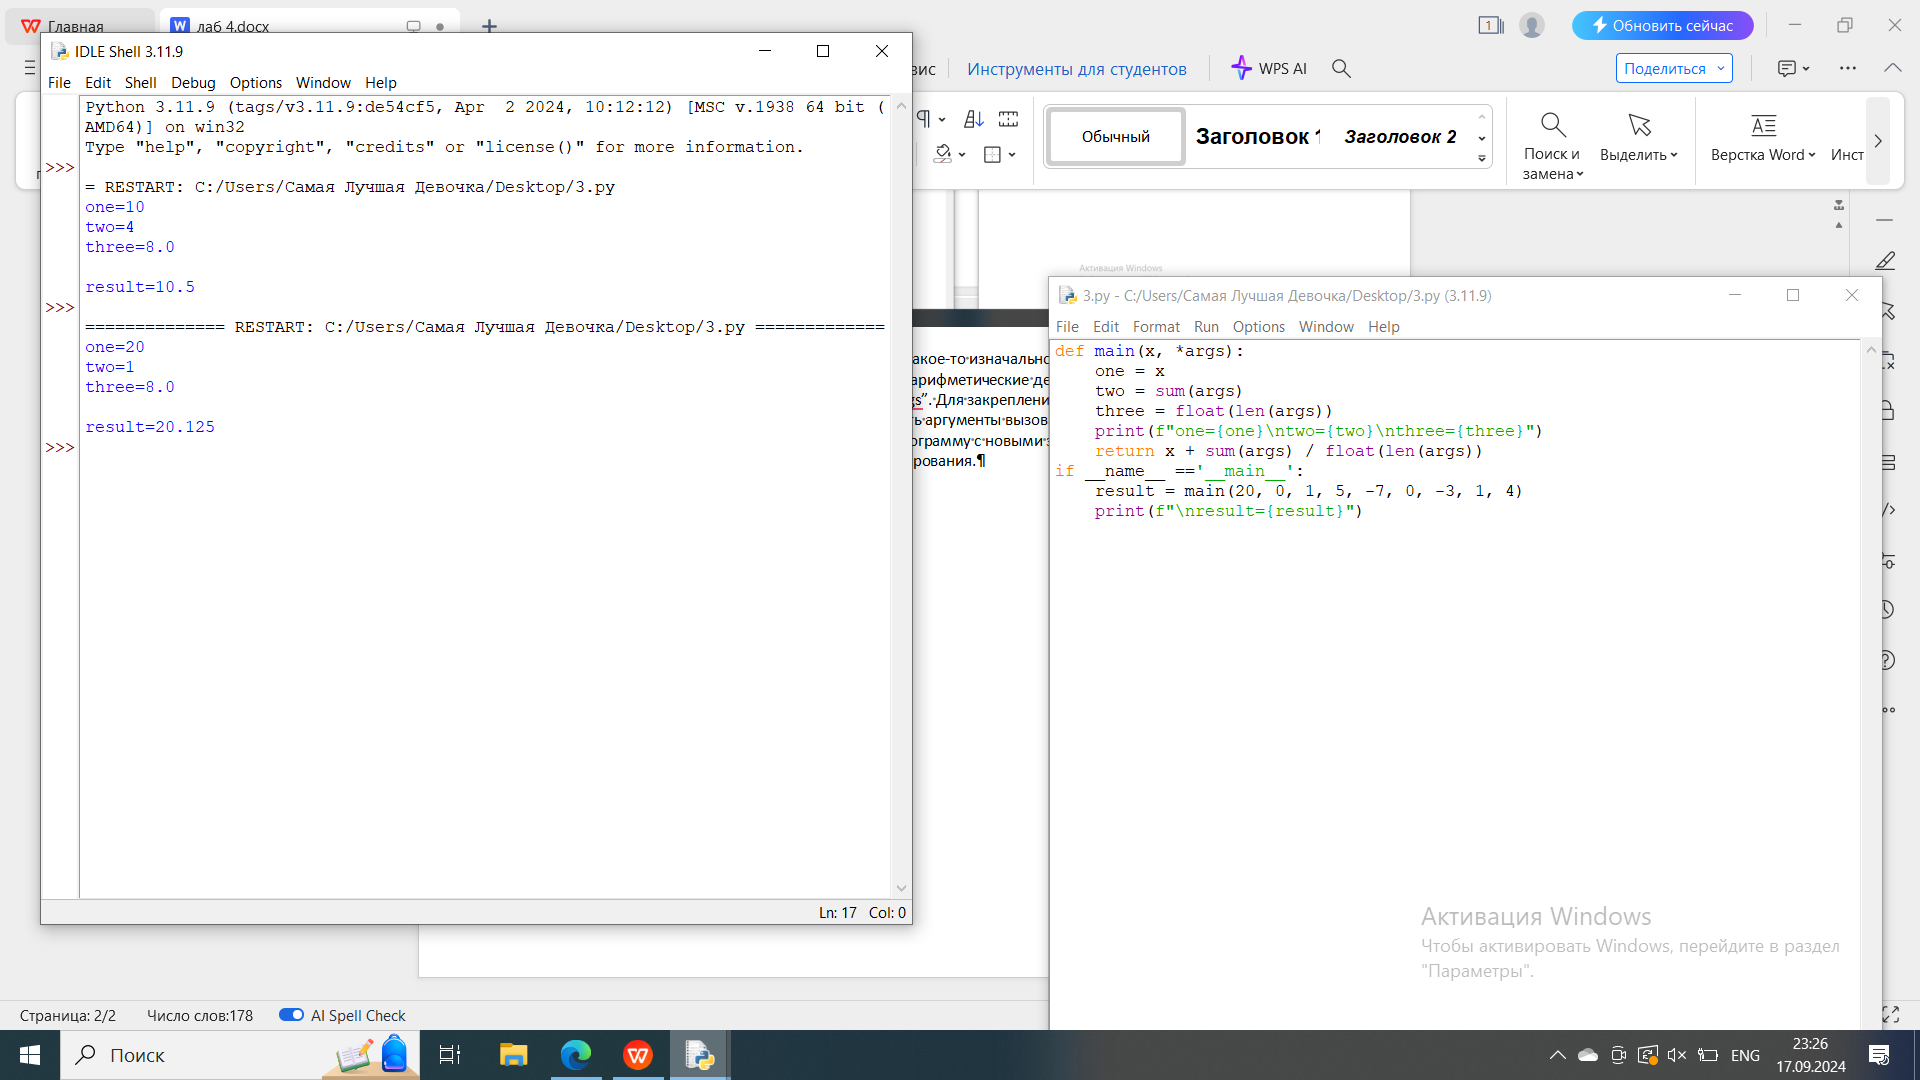 Главная
лаб 4.docx
1
Обновить сейчас
IDLE Shell 3.11.9
File Edit Shell Debug Options Window Help
вис
Инструменты для студентов
WPS AI
Поделиться
Python 3.11.9 (tags/v3.11.9:de54cf5, Apr  2 2024, 10:12:12) [MSC v.1938 64 bit (
AMD64)] on win32
Type "help", "copyright", "credits" or "license()" for more information.
>>>
= RESTART: C:/Users/Самая Лучшая Девочка/Desktop/3.py
one=10
two=4
three=8.0
result=10.5
>>>
============== RESTART: C:/Users/Самая Лучшая Девочка/Desktop/3.py =============
one=20
two=1
three=8.0
result=20.125
>>>
Ln: 17 Col: 0
Обычный
Заголовок 1
Заголовок 2
Поиск и
замена
Выделить
Верстка Word
Инст
Активация Windows
акое-то изначально
арифметические де
gs”. Для закреплени
ть аргументы вызов
ограмму с новыми з
рования.¶
3.py - C:/Users/Самая Лучшая Девочка/Desktop/3.py (3.11.9)
File Edit Format Run Options Window Help
def main(x, *args):
    one = x
    two = sum(args)
    three = float(len(args))
    print(f"one={one}\ntwo={two}\nthree={three}")
    return x + sum(args) / float(len(args))
if __name__ =='__main__':
    result = main(20, 0, 1, 5, -7, 0, -3, 1, 4)
    print(f"\nresult={result}")
Активация Windows
Чтобы активировать Windows, перейдите в раздел
"Параметры".
Страница: 2/2
Число слов:178
AI Spell Check
Поиск
ENG
23:26
17.09.2024